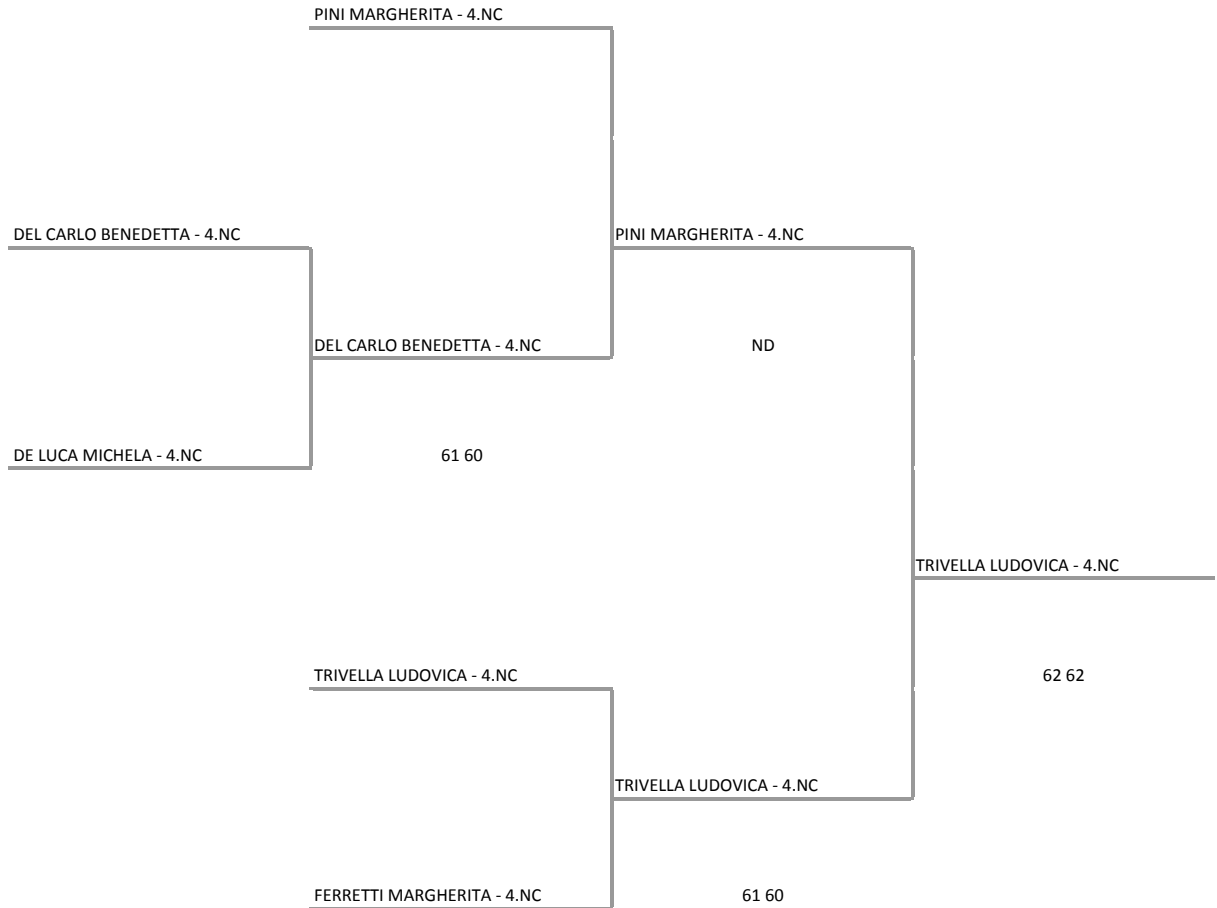 PINI MARGHERITA - 4.NC
DEL CARLO BENEDETTA - 4.NC
PINI MARGHERITA - 4.NC
DEL CARLO BENEDETTA - 4.NC
ND
DE LUCA MICHELA - 4.NC
61 60
TRIVELLA LUDOVICA - 4.NC
TRIVELLA LUDOVICA - 4.NC
62 62
TRIVELLA LUDOVICA - 4.NC
FERRETTI MARGHERITA - 4.NC
61 60